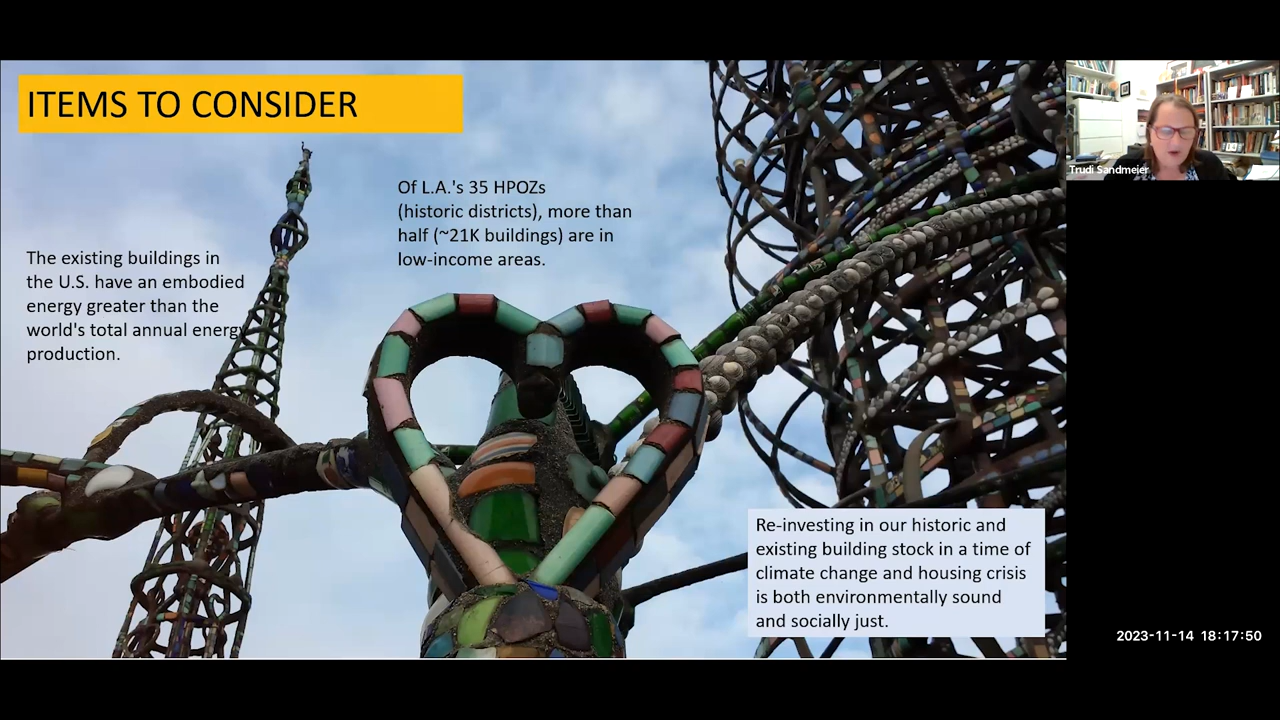 ITEMS TO CONSIDER
Of L.A.'s 35 HPOZs
(historic districts), more than
half (~21K buildings) are in
low-income areas.
The existing buildings in
the U.S. have an embodied
energy greater than the
world's total annual energy
production.
Re-investing in our historic and
existing building stock in a time of
climate change and housing crisis
is both environmentally sound
and socially just.
Trudi Sandmeier
2023-11-14 18:17:50